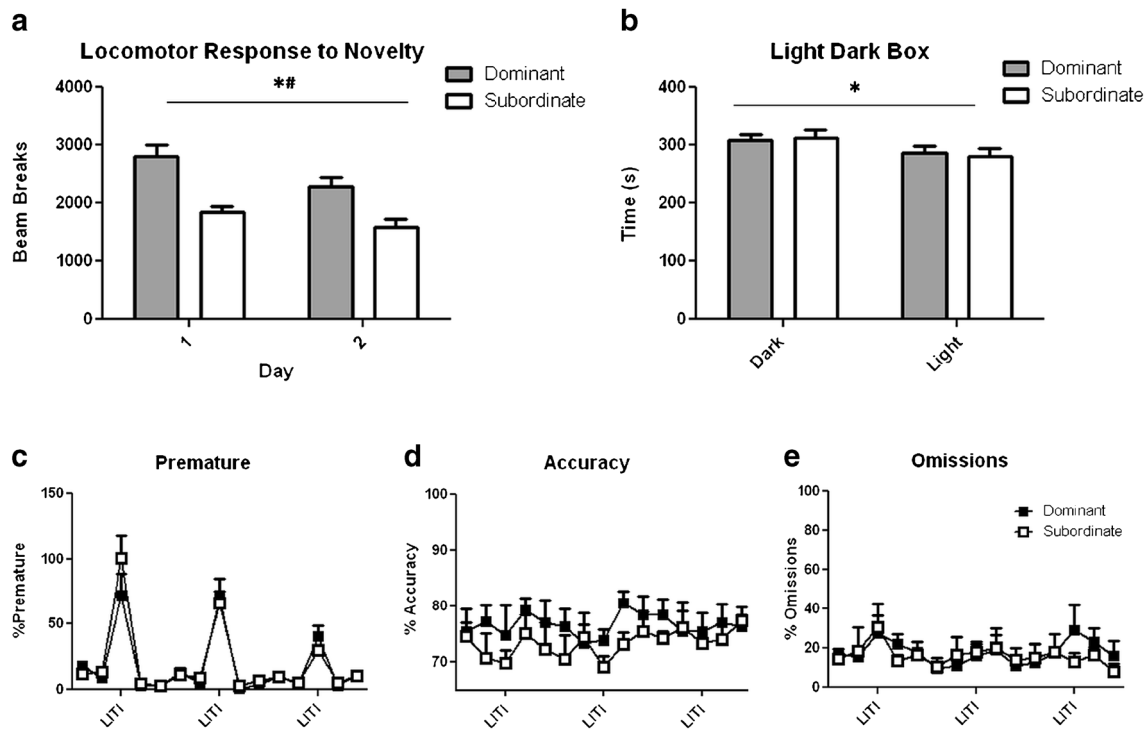 a
Locomotor Response to Novelty
Dominant
Subordinate
*#
4000
3000
2000
1000
0
Beam Breaks
1
2
Day
b
Light Dark Box
Dominant
Subordinate
*
400
300
200
100
0
Time (s)
Dark
Light
c
Premature
150
100
50
0
%Premature
LITI
LITI
LITI
d
Accuracy
100
90
80
70
% Accuracy
LITI
LITI
LITI
e
Omissions
Dominant
Subordinate
100
80
60
40
20
0
% Omissions
LITI
LITI
LITI